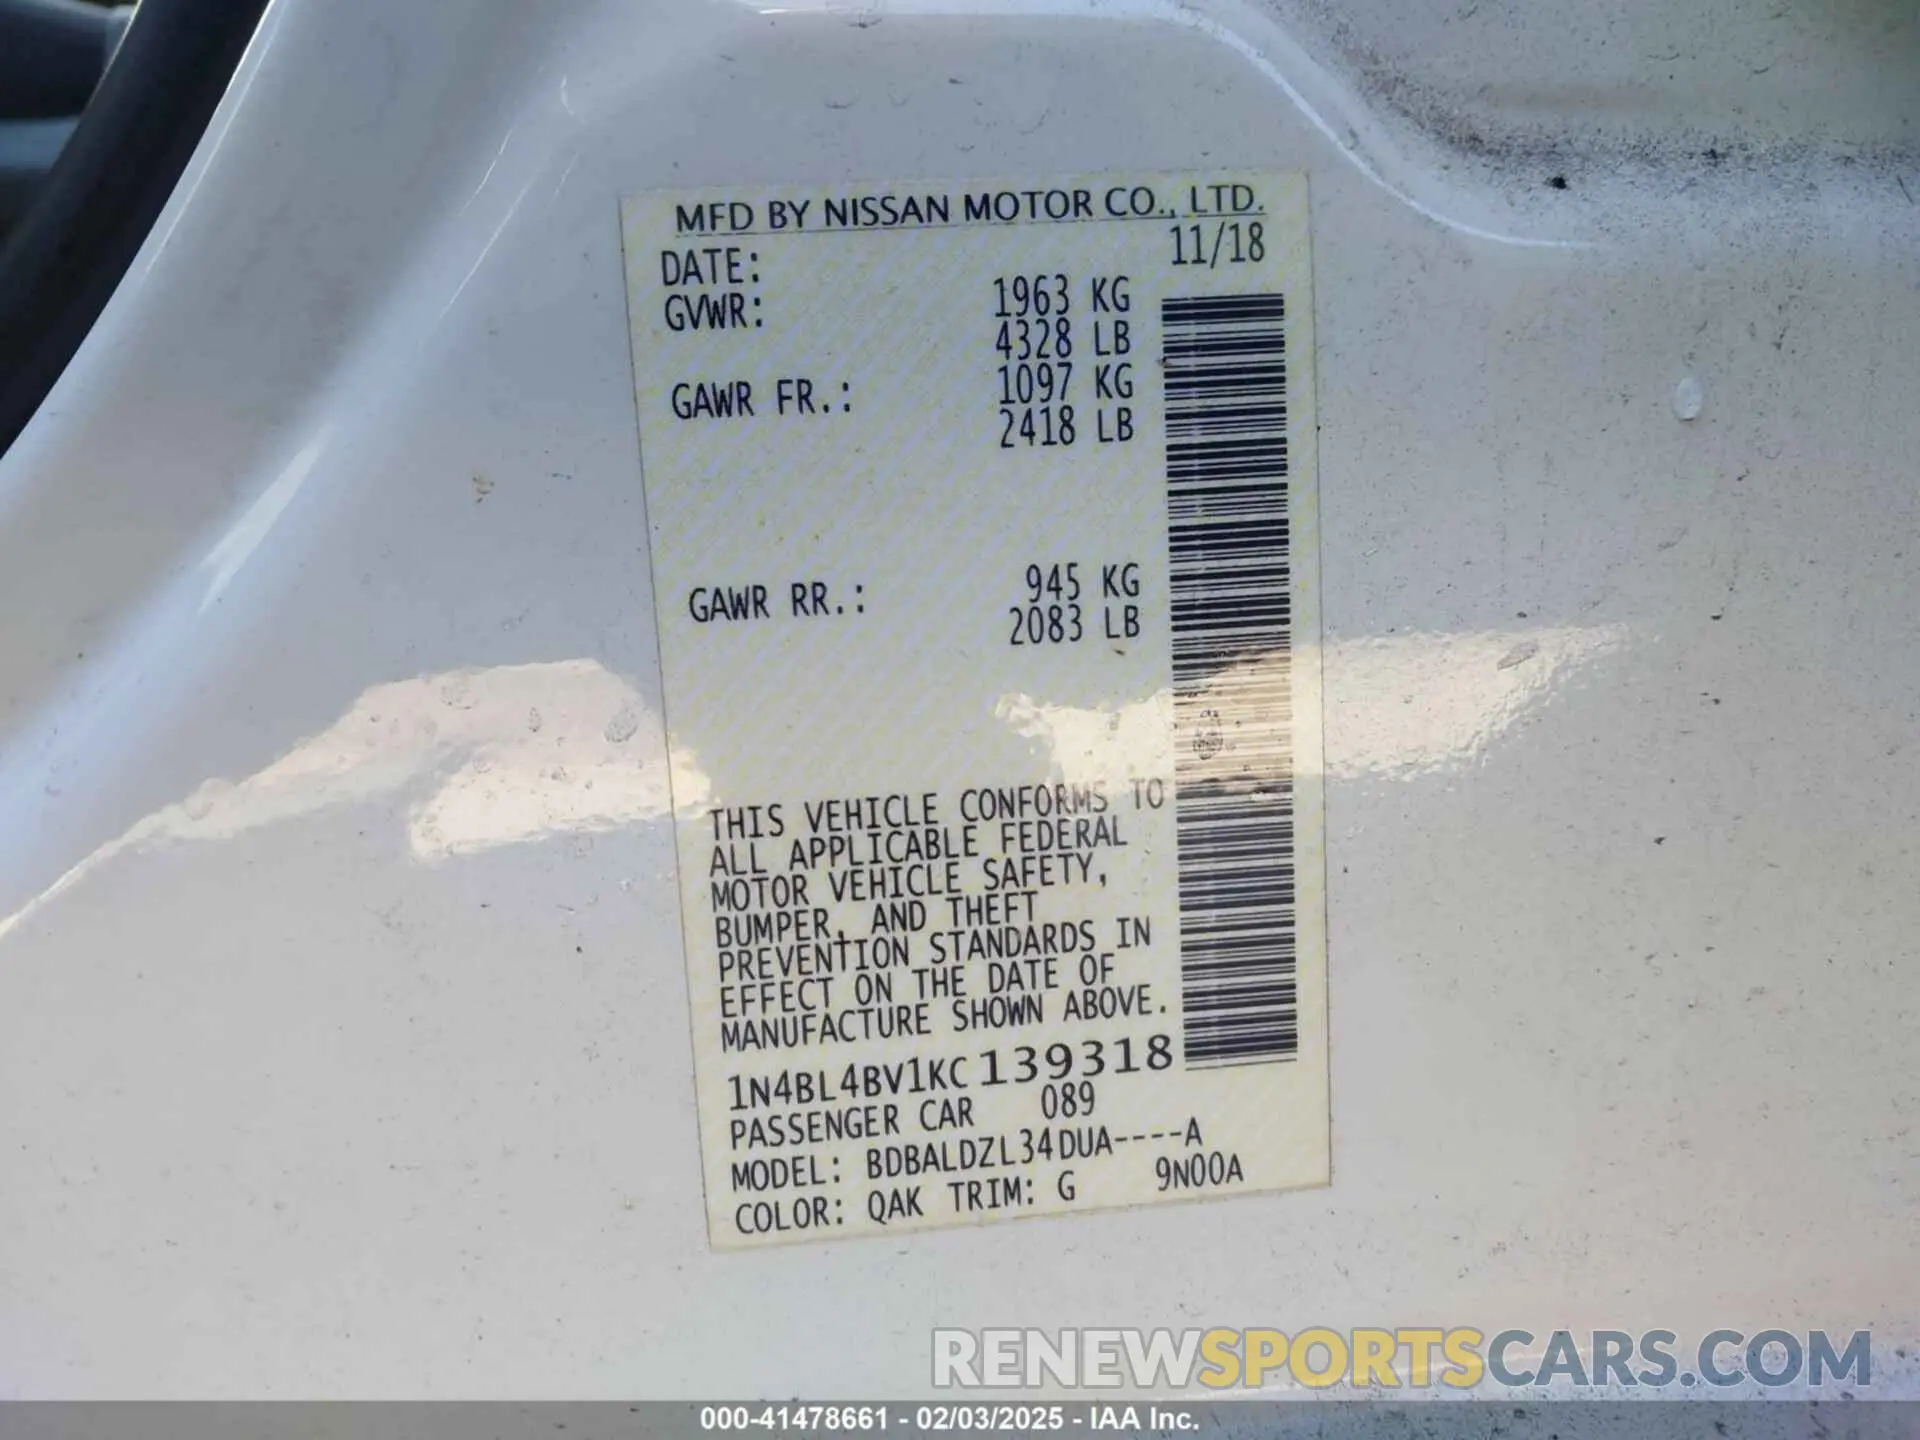 MFD BY NISSAN MOTOR CO., LTD.
DATE: 11/18
GVWR: 1963 KG
4328 LB
GAWR FR.: 1097 KG
2418 LB
GAWR RR.: 945 KG
2083 LB
THIS VEHICLE CONFORMS TO
ALL APPLICABLE FEDERAL
MOTOR VEHICLE SAFETY,
BUMPER, AND THEFT
PREVENTION STANDARDS IN
EFFECT ON THE DATE OF
MANUFACTURE SHOWN ABOVE.
1N4BL4BV1KC139318
PASSENGER CAR 089
MODEL: BDBALDZL34DUA----A
COLOR: QAK TRIM: G 9N00A
RENEWSPORTSCARS.COM
000-41478661 - 02/03/2025 - IAA Inc.